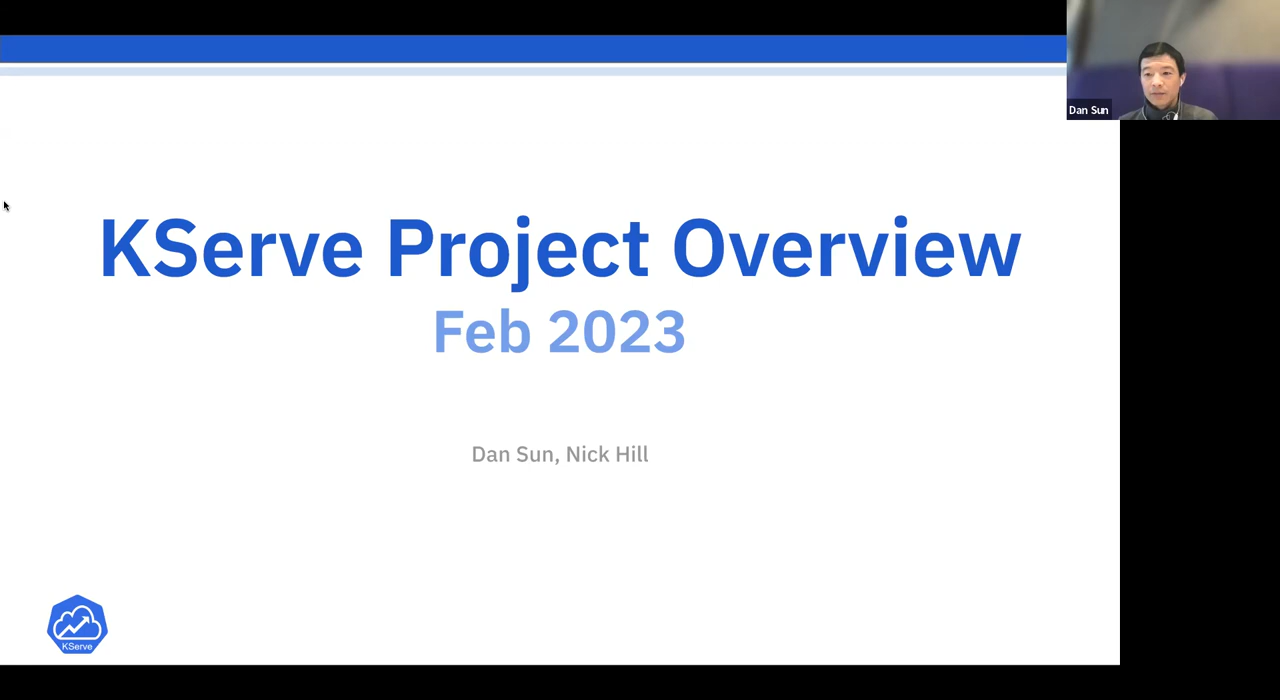 Dan Sun
KServe Project Overview
Feb 2023
Dan Sun, Nick Hill
KServe